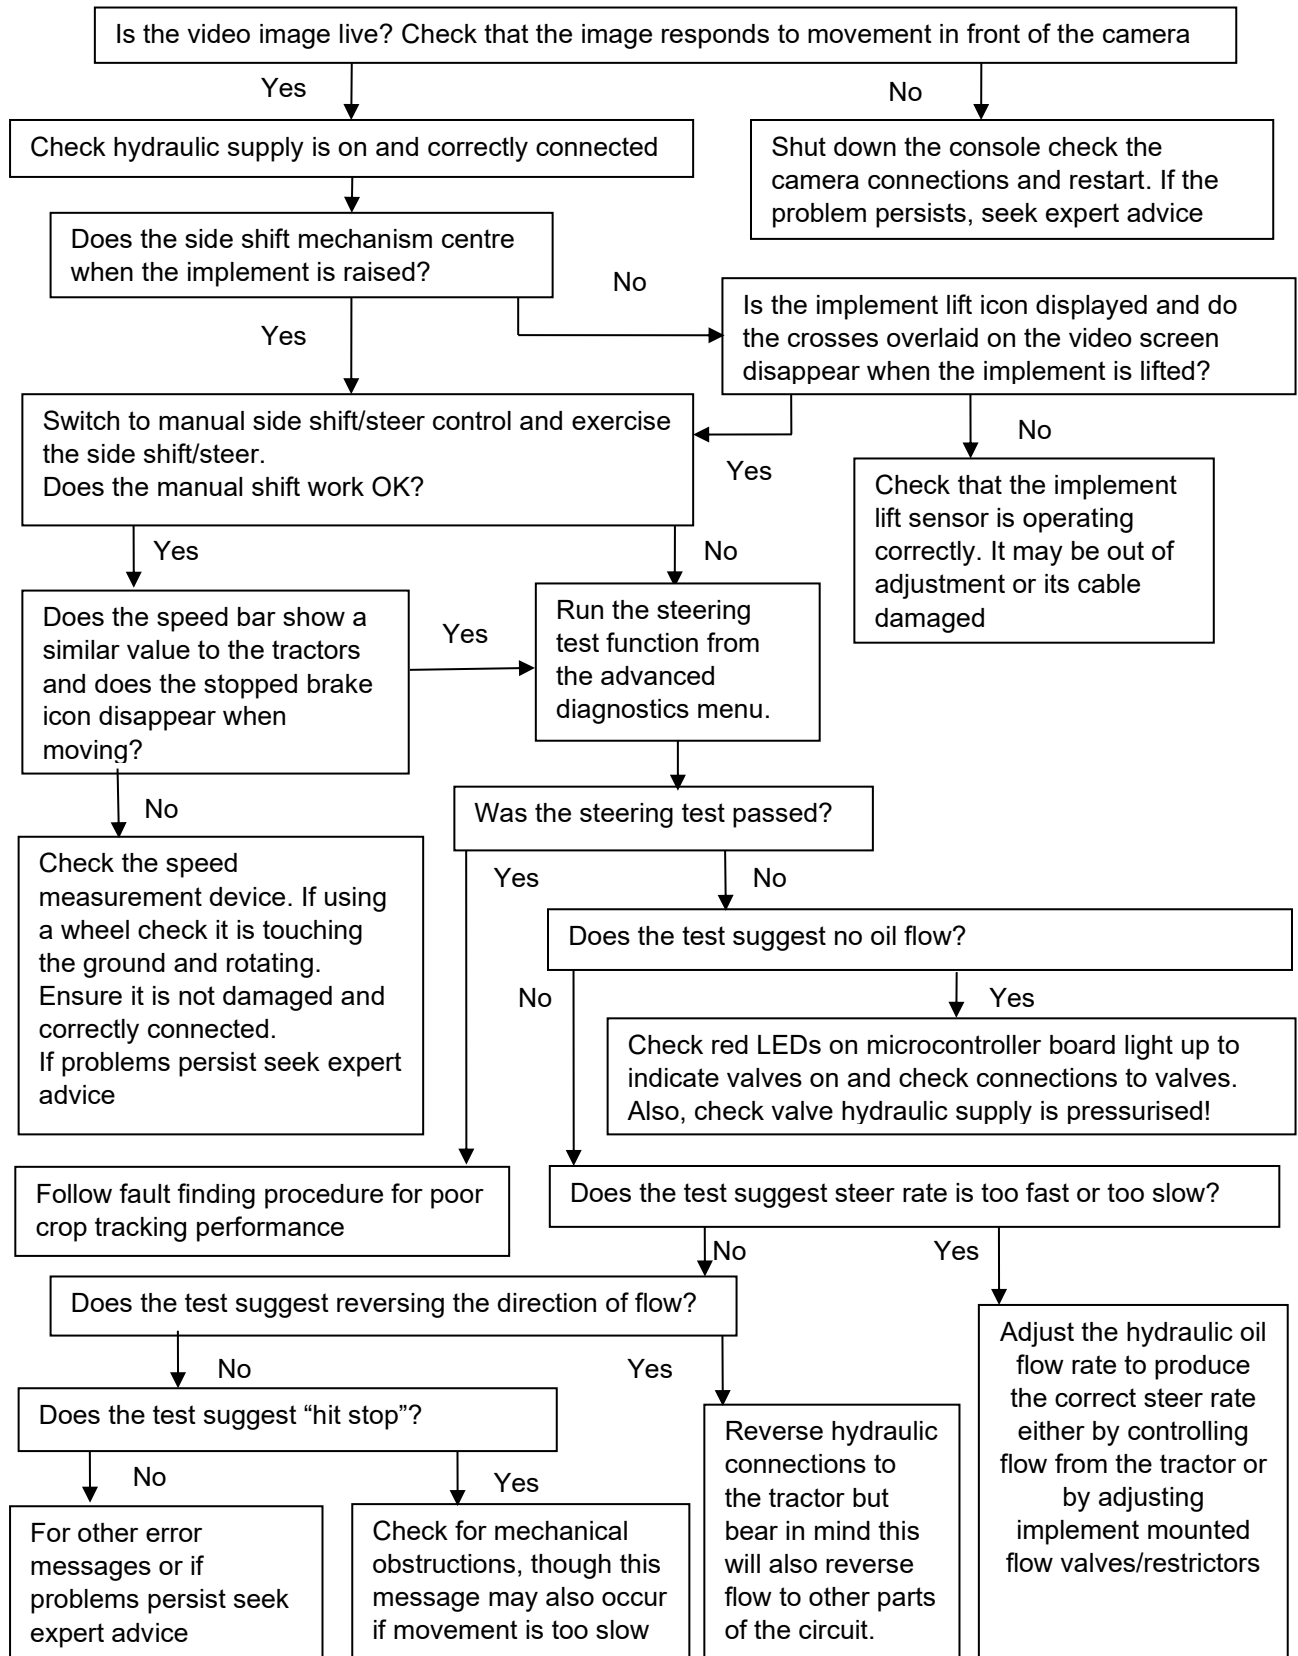 Is the video image live? Check that the image responds to movement in front of the camera
Yes
No
Check hydraulic supply is on and correctly connected
Shut down the console check the
camera connections and restart. If the
problem persists, seek expert advice
Does the side shift mechanism centre
when the implement is raised?
No
Yes
Is the implement lift icon displayed and do
the crosses overlaid on the video screen
disappear when the implement is lifted?
Switch to manual side shift/steer control and exercise
the side shift/steer.
Does the manual shift work OK?
Yes
No
Check that the implement
lift sensor is operating
correctly. It may be out of
adjustment or its cable
damaged
Yes
No
Does the speed bar show a
similar value to the tractors
and does the stopped brake
icon disappear when
moving?
Yes
Run the steering
test function from
the advanced
diagnostics menu.
No
Was the steering test passed?
Check the speed
measurement device. If using
a wheel check it is touching
the ground and rotating.
Ensure it is not damaged and
correctly connected.
If problems persist seek expert
advice
Yes
No
Does the test suggest no oil flow?
No
Yes
Check red LEDs on microcontroller board light up to
indicate valves on and check connections to valves.
Also, check valve hydraulic supply is pressurised!
Follow fault finding procedure for poor
crop tracking performance
Does the test suggest steer rate is too fast or too slow?
No
Yes
Does the test suggest reversing the direction of flow?
Adjust the hydraulic oil
flow rate to produce
the correct steer rate
either by controlling
flow from the tractor or
by adjusting
implement mounted
flow valves/restrictors
No
Yes
Does the test suggest “hit stop”?
Reverse hydraulic
connections to
the tractor but
bear in mind this
will also reverse
flow to other parts
of the circuit.
No
Yes
For other error
messages or if
problems persist seek
expert advice
Check for mechanical
obstructions, though this
message may also occur
if movement is too slow